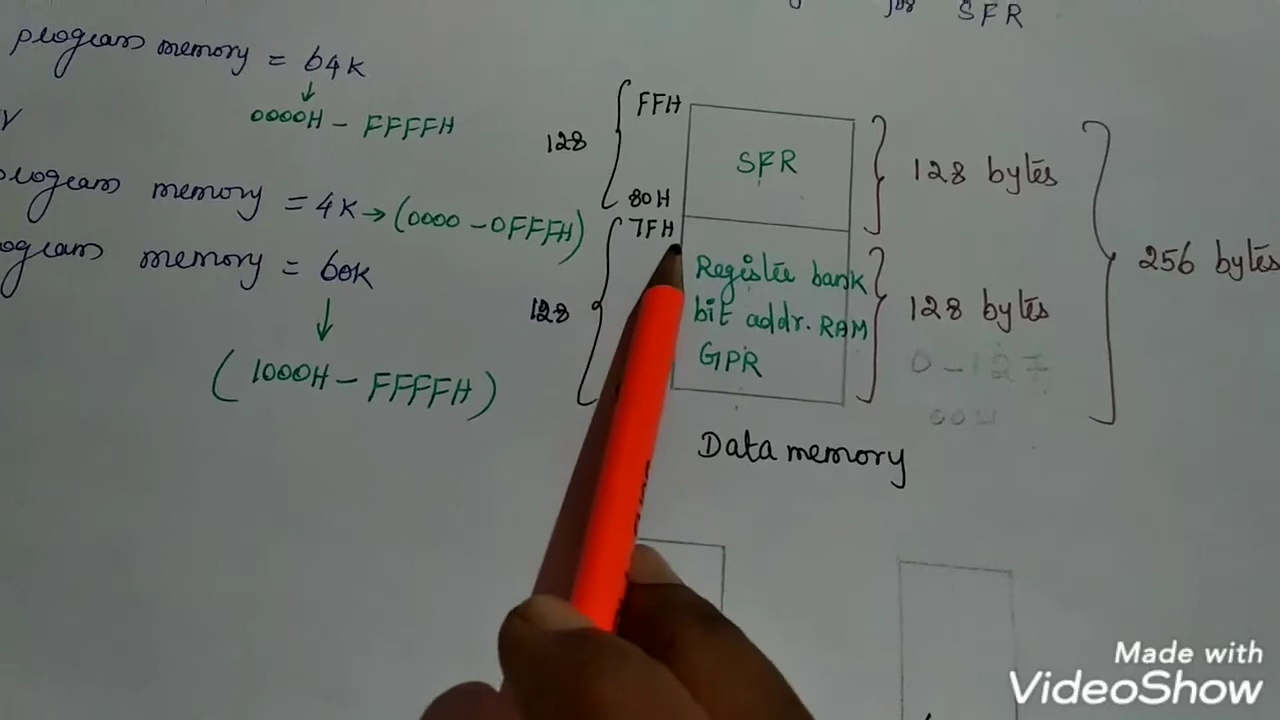 SFR
program memory = 64K
↓
0000H - FFFFH
program memory = 4K → (0000 - 0FFFH)
program memory = 60K
↓
(1000H - FFFFH)
FFH
128
SFR
80H
128 bytes
7FH
256 bytes
Register bank
bit addr. RAM
GPR
128
128 bytes
0-127
00H
Data memory
Made with
VideoShow